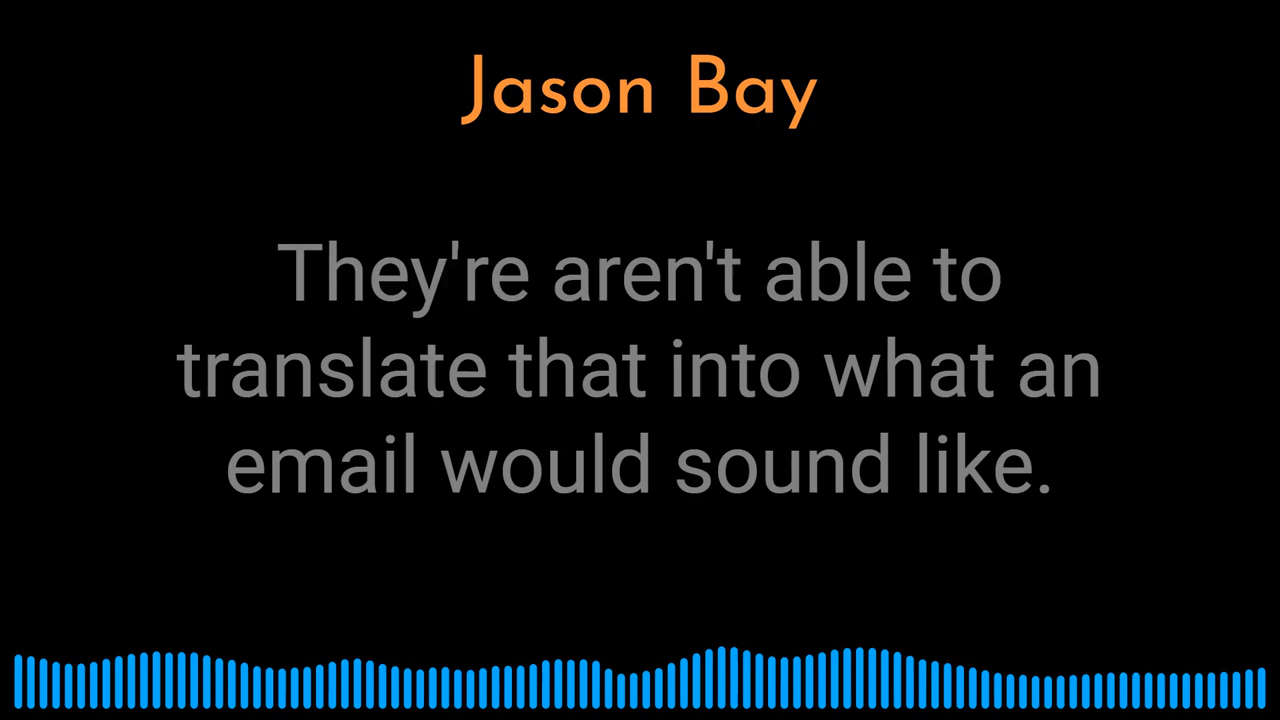 Jason Bay
They're aren't able to
translate that into what an
email would sound like.